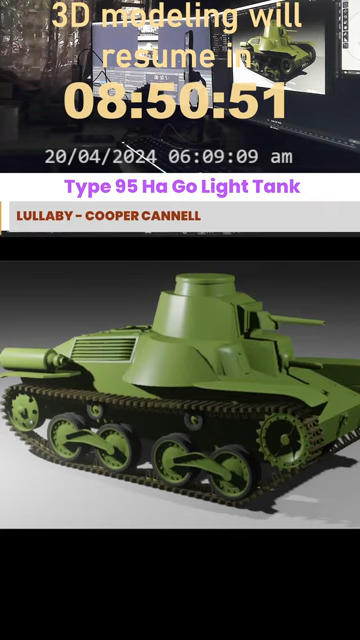 3D modeling will
resume in
08:50:51
20/04/2024 06:09:09 am
Type 95 Ha Go Light Tank
LULLABY - COOPER CANNELL